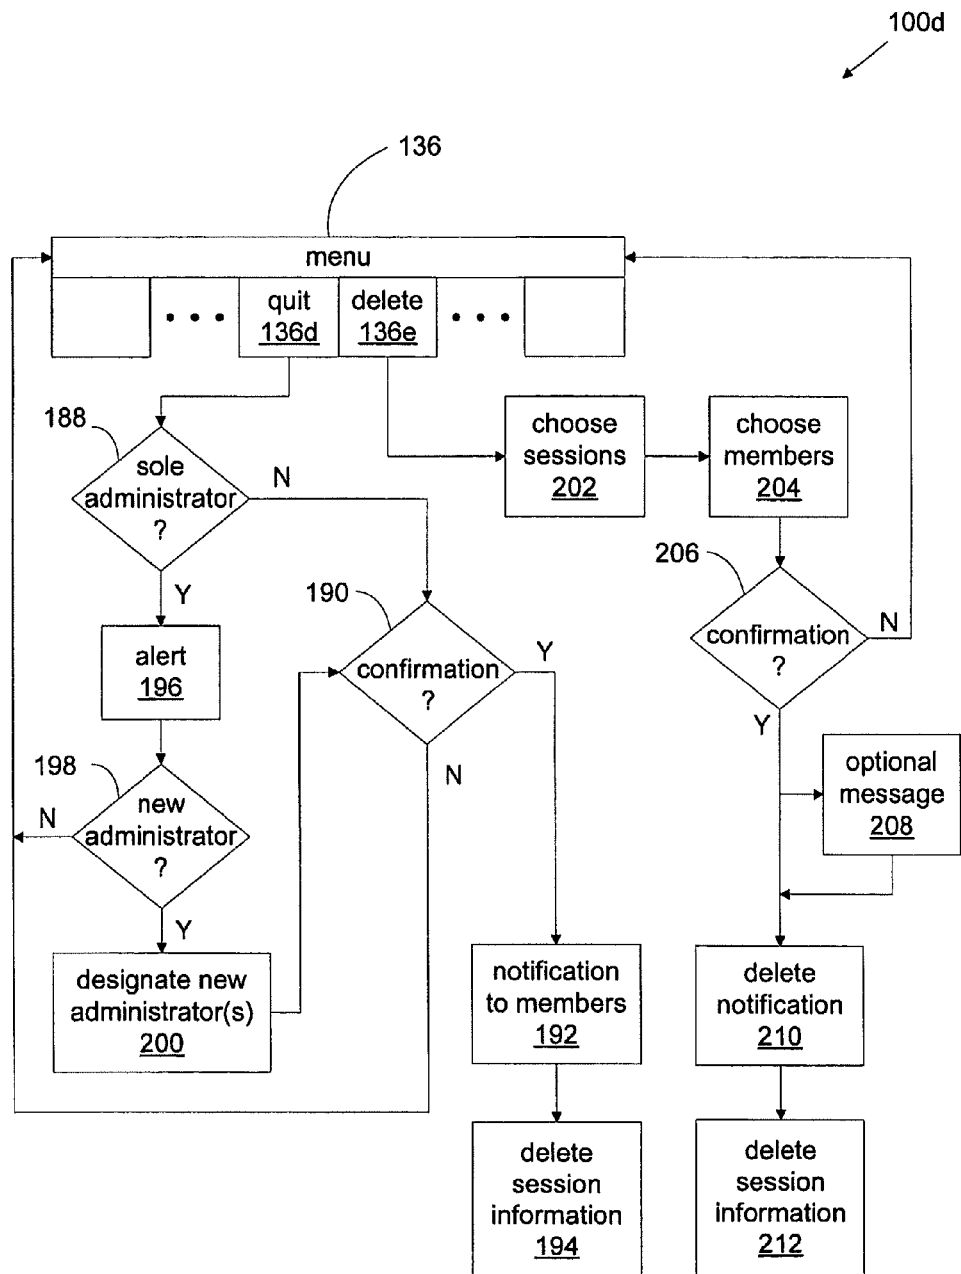 100d
136
menu
quit
136d
delete
136e
188
sole
administrator
?
N
Y
choose
sessions
202
choose
members
204
206
confirmation
?
N
Y
190
confirmation
?
Y
N
alert
196
198
new
administrator
?
N
Y
optional
message
208
designate new
administrator(s)
200
notification
to members
192
delete
notification
210
delete
session
information
194
delete
session
information
212